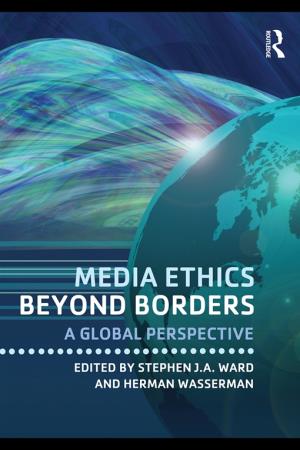 ROUTLEDGE
MEDIA ETHICS
BEYOND BORDERS
A GLOBAL PERSPECTIVE
EDITED BY STEPHEN J.A. WARD
AND HERMAN WASSERMAN